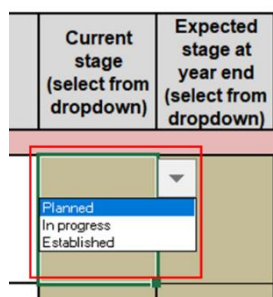 Current
stage
(select from
dropdown)
Expected
stage at
year end
(select from
dropdown)
Planned
In progress
Established